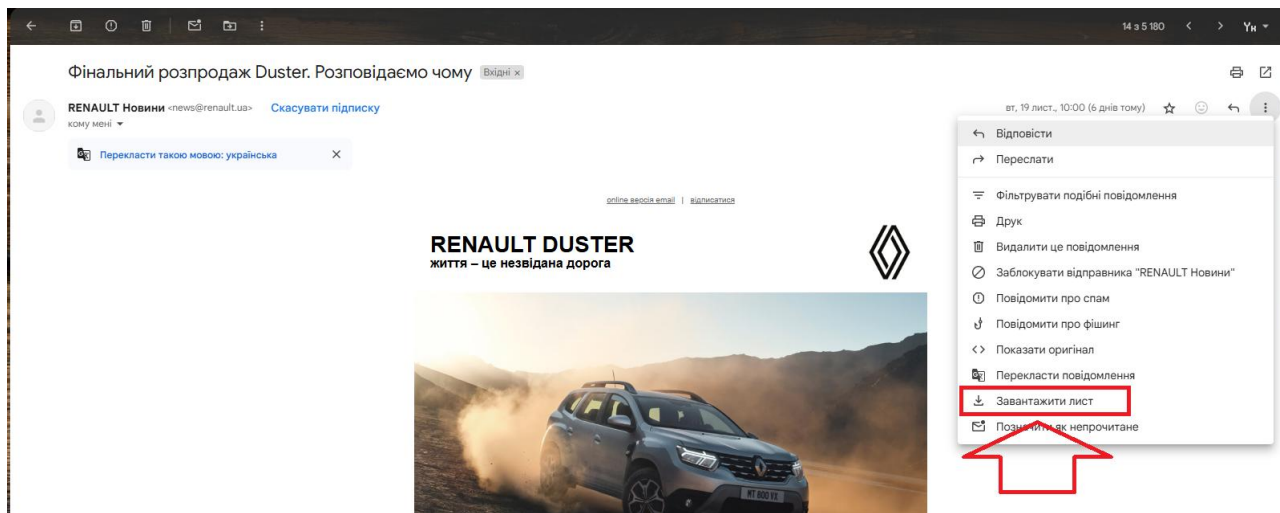 14 з 5 180
Ун
Фінальний розпродаж Duster. Розповідаємо чому Вхідні ×
RENAULT Новини <news@renault.ua> Скасувати підписку
вт, 19 лист., 10:00 (6 днів тому)
кому мені
Перекласти такою мовою: українська
Відповісти
Переслати
Фільтрувати подібні повідомлення
Друк
Видалити це повідомлення
Заблокувати відправника "RENAULT Новини"
Повідомити про спам
Повідомити про фішинг
Показати оригінал
Перекласти повідомлення
Завантажити лист
Позначити як непрочитане
online версія email | відписатися
RENAULT DUSTER
життя – це незвідана дорога
MT 800 VX